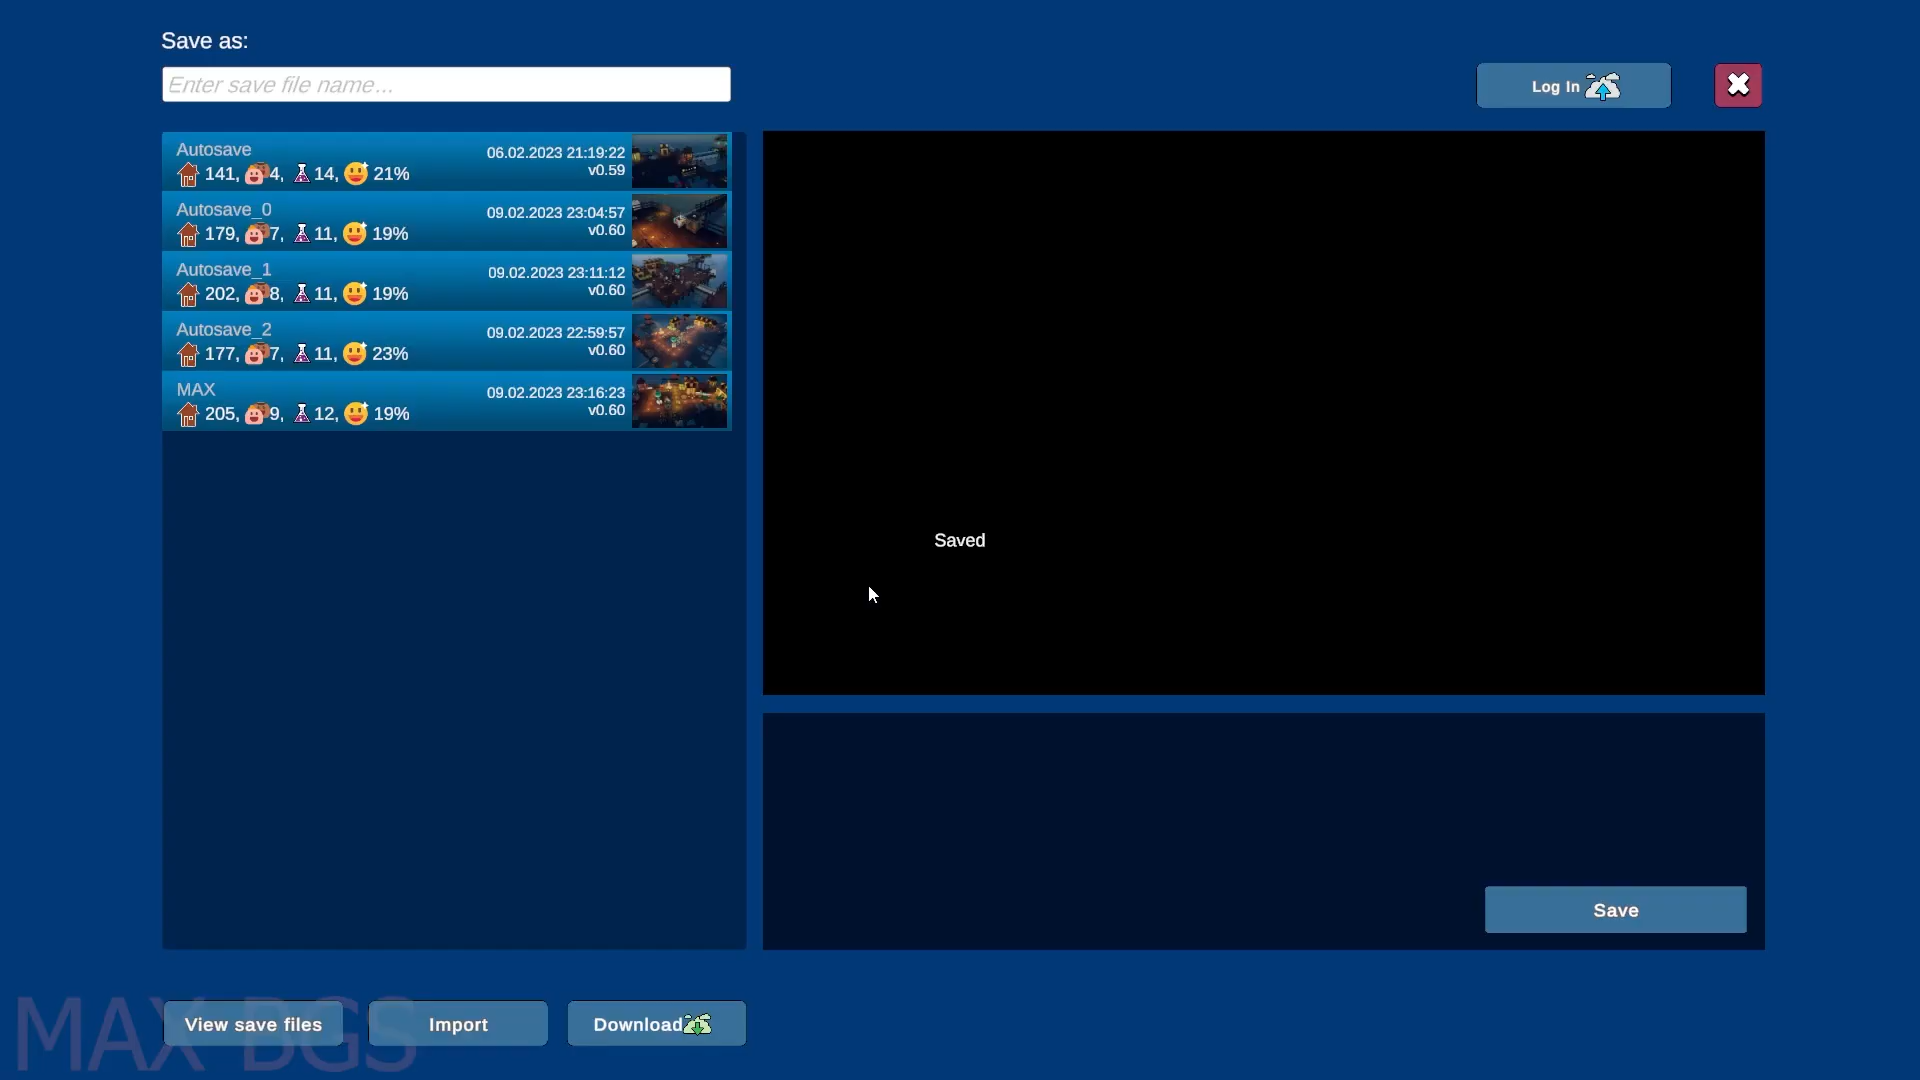 Save as:
Enter save file name...
Log In
Autosave
06.02.2023 21:19:22
141, 4, 14, 21%
v0.59
Autosave_0
09.02.2023 23:04:57
179, 7, 11, 19%
v0.60
Autosave_1
09.02.2023 23:11:12
202, 8, 11, 19%
v0.60
Autosave_2
09.02.2023 22:59:57
177, 7, 11, 23%
v0.60
MAX
09.02.2023 23:16:23
205, 9, 12, 19%
v0.60
Saved
Save
View save files
Import
Download
MAX BGS